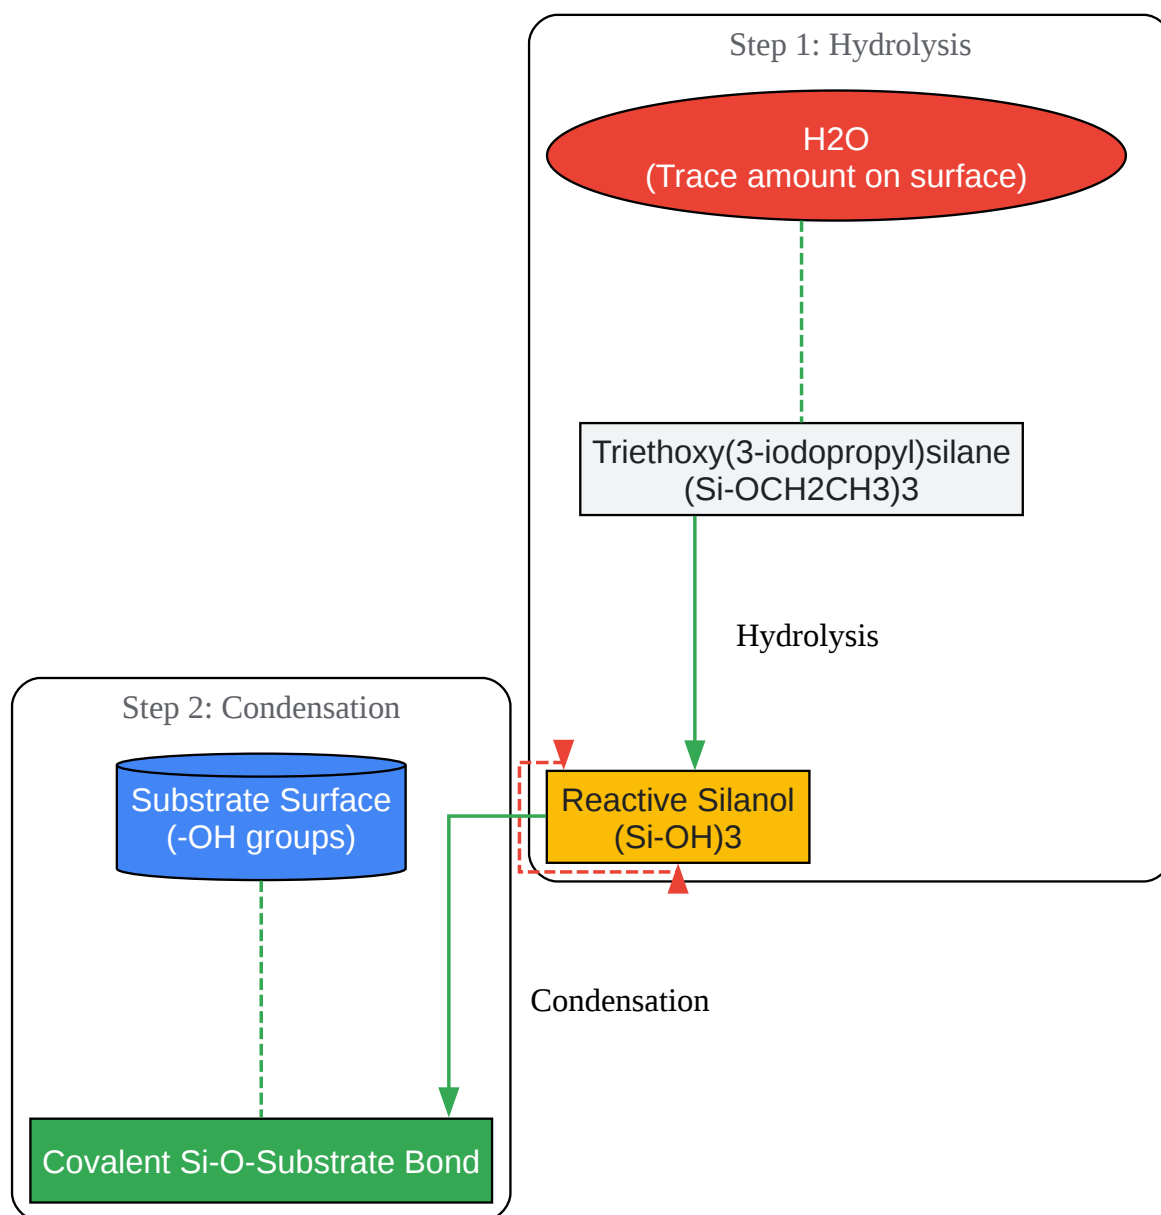 Step 1: Hydrolysis
H2O
(Trace amount on surface)
Triethoxy(3-iodopropyl)silane
(Si-OCH2CH3)3
Hydrolysis
Reactive Silanol
(Si-OH)3
Step 2: Condensation
Substrate Surface
(-OH groups)
Condensation
Covalent Si-O-Substrate Bond